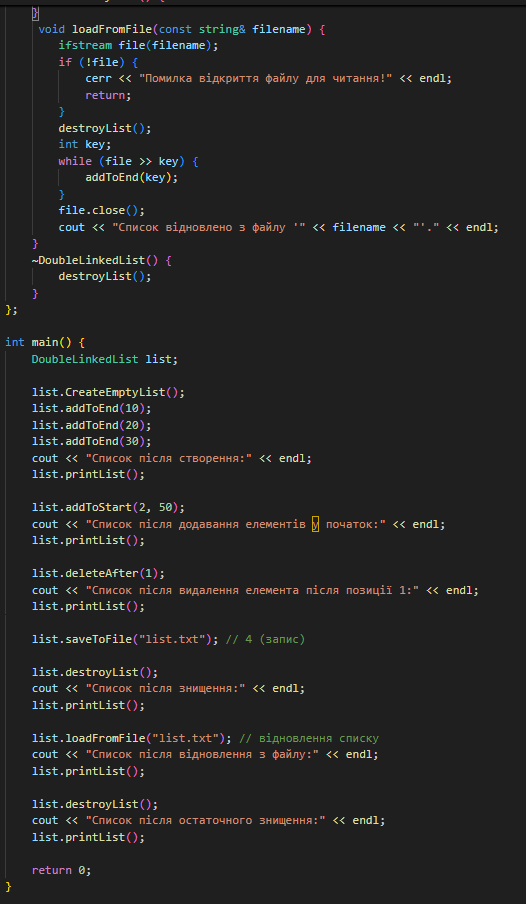 }
void loadFromFile(const string& filename) {
ifstream file(filename);
if (!file) {
cerr << "Помилка відкриття файлу для читання!" << endl;
return;
}
destroyList();
int key;
while (file >> key) {
addToEnd(key);
}
file.close();
cout << "Список відновлено з файлу '" << filename << "'." << endl;
}
~DoubleLinkedList() {
destroyList();
}
};
int main() {
DoubleLinkedList list;
list.CreateEmptyList();
list.addToEnd(10);
list.addToEnd(20);
list.addToEnd(30);
cout << "Список після створення:" << endl;
list.printList();
list.addToStart(2, 50);
cout << "Список після додавання елементів у початок:" << endl;
list.printList();
list.deleteAfter(1);
cout << "Список після видалення елемента після позиції 1:" << endl;
list.printList();
list.saveToFile("list.txt"); // 4 (запис)
list.destroyList();
cout << "Список після знищення:" << endl;
list.printList();
list.loadFromFile("list.txt"); // відновлення списку
cout << "Список після відновлення з файлу:" << endl;
list.printList();
list.destroyList();
cout << "Список після остаточного знищення:" << endl;
list.printList();
return 0;
}